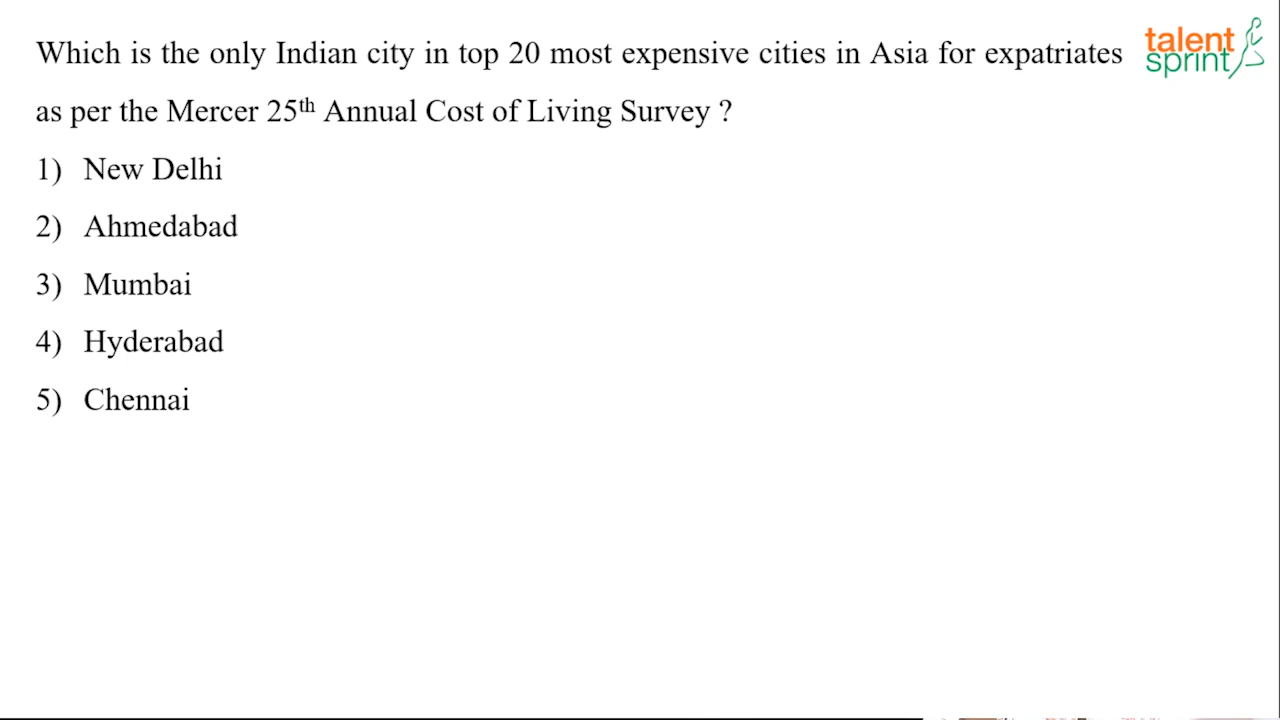 Which is the only Indian city in top 20 most expensive cities in Asia for expatriates
as per the Mercer 25th Annual Cost of Living Survey ?
1) New Delhi
2) Ahmedabad
3) Mumbai
4) Hyderabad
5) Chennai
talent
sprint